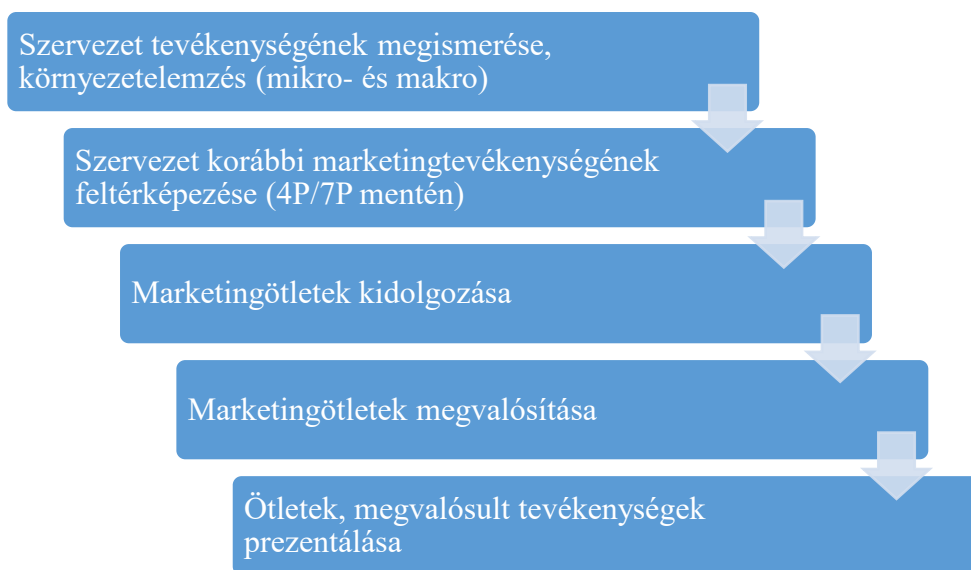 Szervezet tevékenységének megismerése,
környezetelemzés (mikro- és makro)
Szervezet korábbi marketingtevékenységének
feltérképezése (4P/7P mentén)
Marketingötletek kidolgozása
Marketingötletek megvalósítása
Ötletek, megvalósult tevékenységek
prezentálása